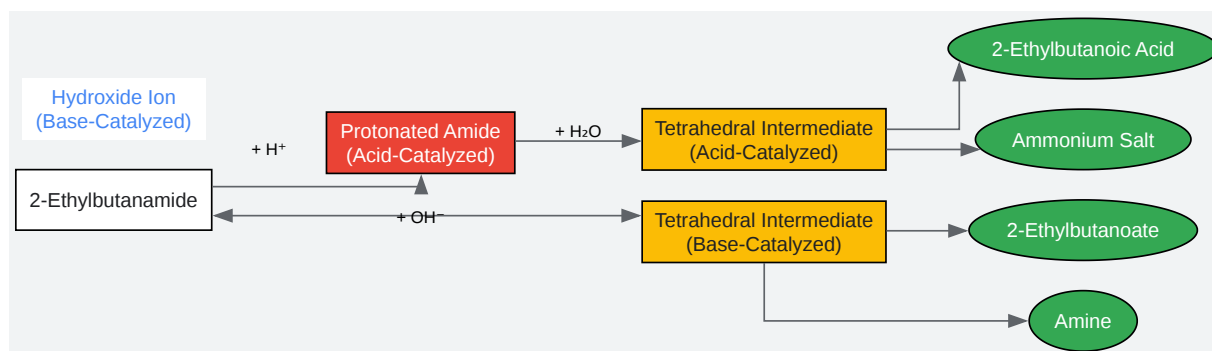 2-Ethylbutanoic Acid
Hydroxide Ion
(Base-Catalyzed)
Protonated Amide
(Acid-Catalyzed)
+ H₂O
Tetrahedral Intermediate
(Acid-Catalyzed)
Ammonium Salt
+ H⁺
2-Ethylbutanamide
+ OH⁻
Tetrahedral Intermediate
(Base-Catalyzed)
2-Ethylbutanoate
Amine